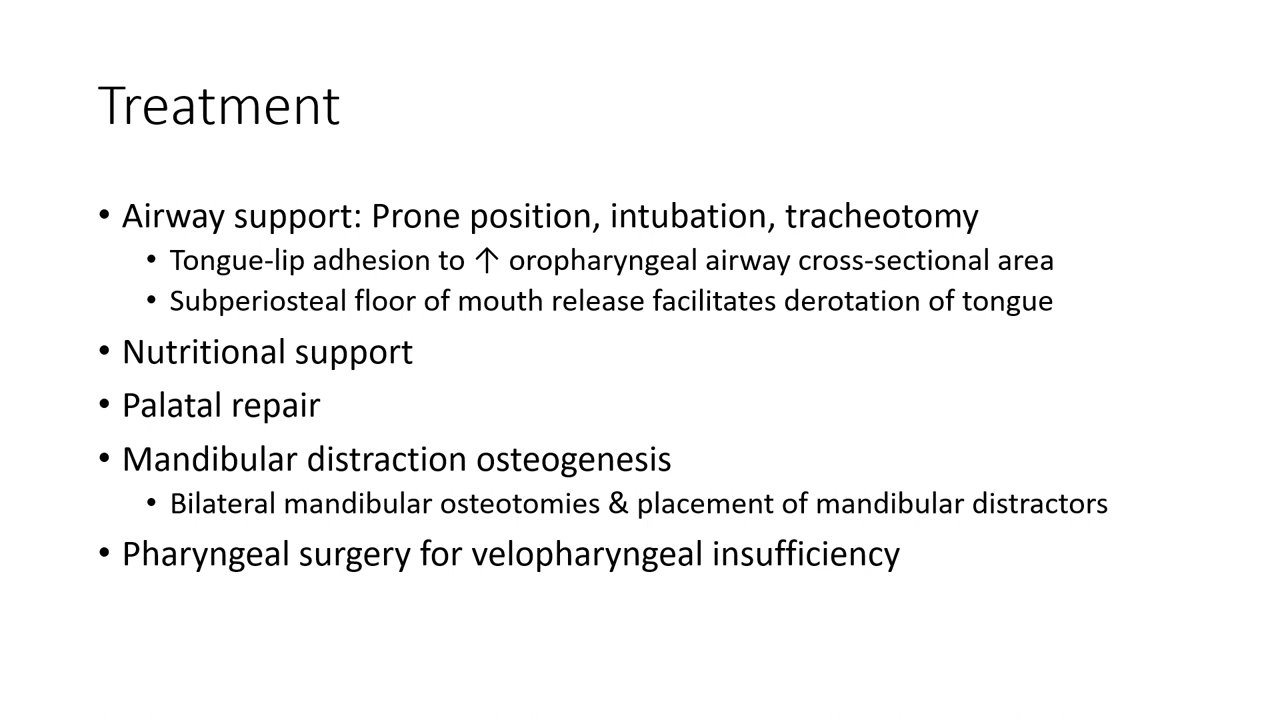 Treatment
• Airway support: Prone position, intubation, tracheotomy
• Tongue-lip adhesion to ↑ oropharyngeal airway cross-sectional area
• Subperiosteal floor of mouth release facilitates derotation of tongue
• Nutritional support
• Palatal repair
• Mandibular distraction osteogenesis
• Bilateral mandibular osteotomies & placement of mandibular distractors
• Pharyngeal surgery for velopharyngeal insufficiency